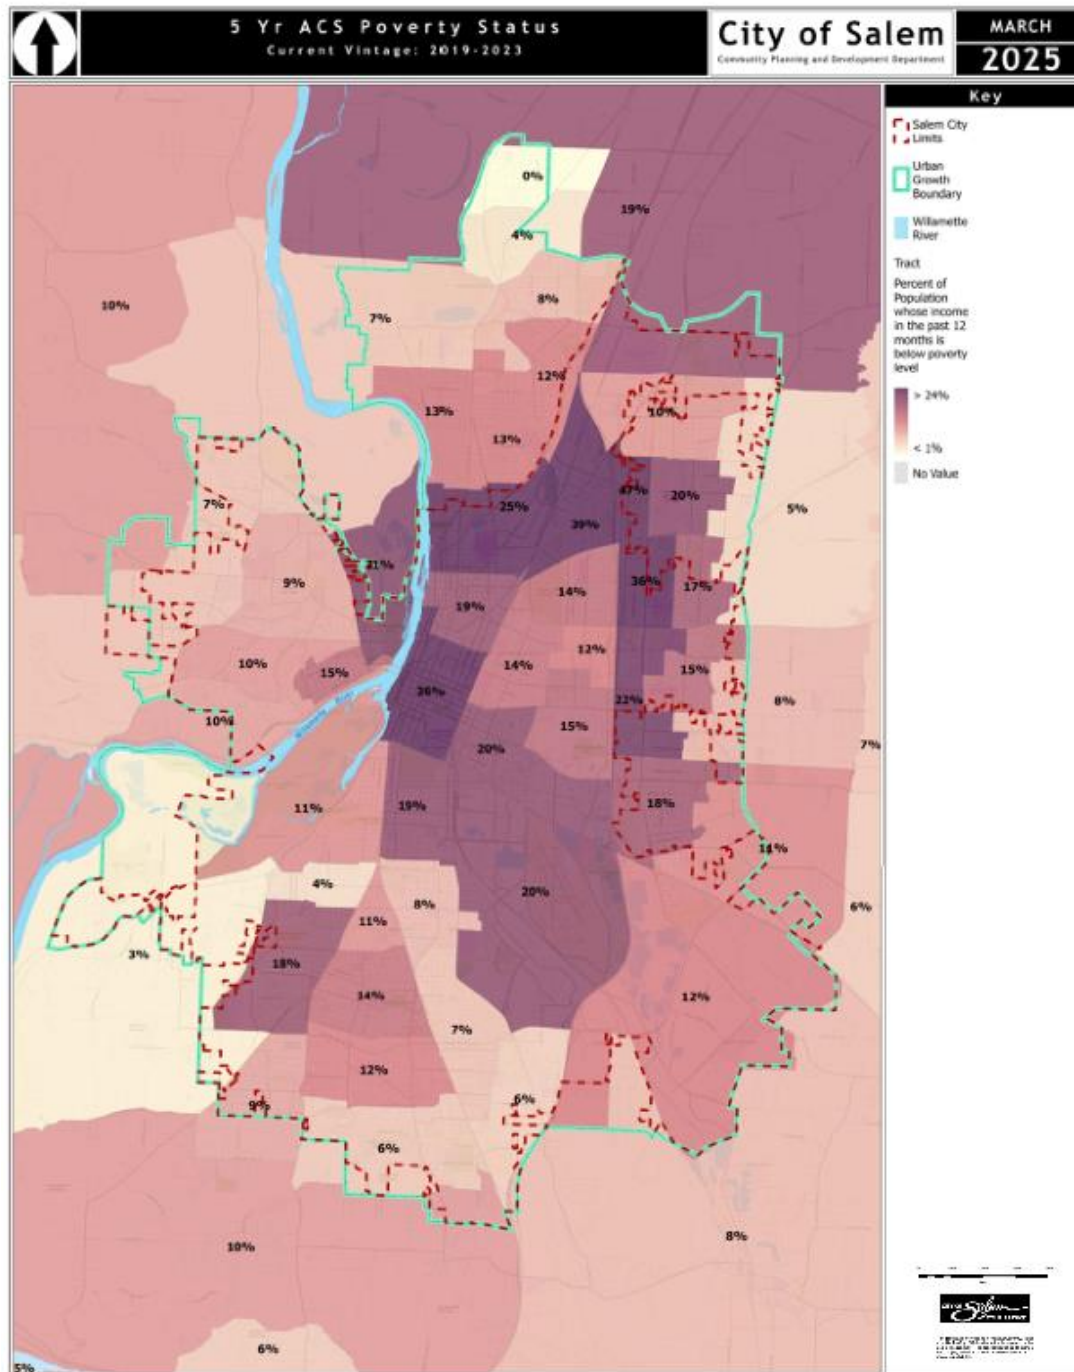 5 Yr ACS Poverty Status
Current Vintage: 2019-2023
City of Salem
Community Planning and Development Department
MARCH
2025
Key
Salem City
Limits
Urban
Growth
Boundary
Willamette
River
Tract
Percent of
Population
whose income
in the past 12
months is
below poverty
level
> 24%
< 1%
No Value
0%
19%
4%
10%
8%
7%
12%
13%
10%
13%
20%
7%
25%
5%
39%
9%
36%
17%
19%
14%
12%
10%
15%
14%
15%
26%
22%
8%
10%
15%
20%
7%
11%
19%
18%
11%
4%
20%
8%
6%
11%
3%
18%
14%
12%
7%
12%
9%
6%
6%
8%
10%
6%
5%